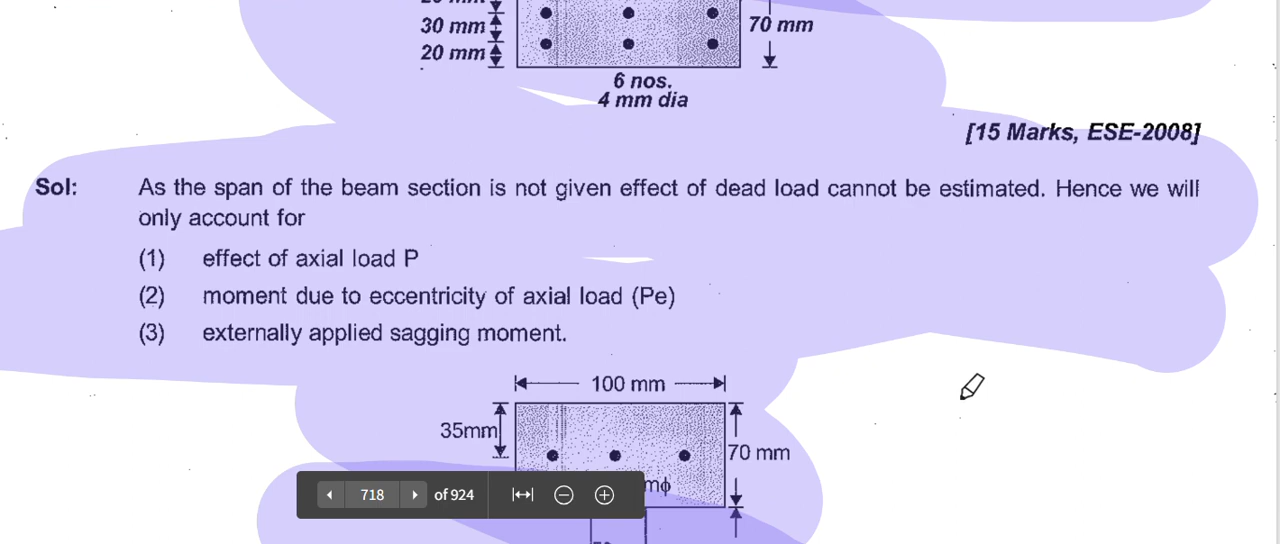 30 mm
70 mm
20 mm
6 nos.
4 mm dia
[15 Marks, ESE-2008]
Sol: As the span of the beam section is not given effect of dead load cannot be estimated. Hence we will
only account for
(1) effect of axial load P
(2) moment due to eccentricity of axial load (Pe)
(3) externally applied sagging moment.
100 mm
35mm
70 mm
mϕ
718 of 924